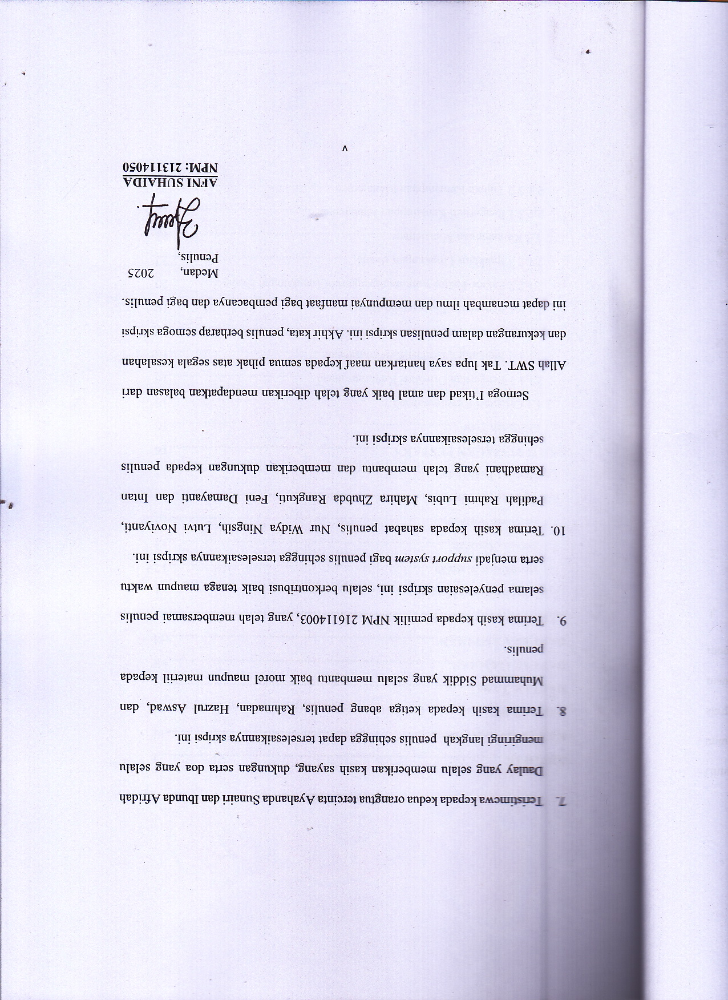 7. Teristimewa kepada kedua orangtua tercinta Ayahanda Sunairi dan Ibunda Afridah
Daulay yang selalu memberikan kasih sayang, dukungan serta doa yang selalu
mengiringi langkah penulis sehingga dapat terselesaikannya skripsi ini.
8. Terima kasih kepada ketiga abang penulis, Rahmadan, Hazrul Aswad, dan
Muhammad Siddik yang selalu membantu baik morel maupun materiil kepada
penulis.
9. Terima kasih kepada pemilik NPM 216114003, yang telah membersamai penulis
selama penyelesaian skripsi ini, selalu berkontribusi baik tenaga maupun waktu
serta menjadi support system bagi penulis sehingga terselesaikannya skripsi ini.
10. Terima kasih kepada sahabat penulis, Nur Widya Ningsih, Lutvi Noviyanti,
Padilah Rahmi Lubis, Mahira Zhubda Rangkuti, Feni Damayanti dan Intan
Ramadhani yang telah membantu dan memberikan dukungan kepada penulis
sehingga terselesaikannya skripsi ini.
Semoga I'tikad dan amal baik yang telah diberikan mendapatkan balasan dari
Allah SWT. Tak lupa saya hantarkan maaf kepada semua pihak atas segala kesalahan
dan kekurangan dalam penulisan skripsi ini. Akhir kata, penulis berharap semoga skripsi
ini dapat menambah ilmu dan mempunyai manfaat bagi pembacanya dan bagi penulis.
Medan, 2025
Penulis,
AFNI SUHAIDA
NPM: 213114050
v